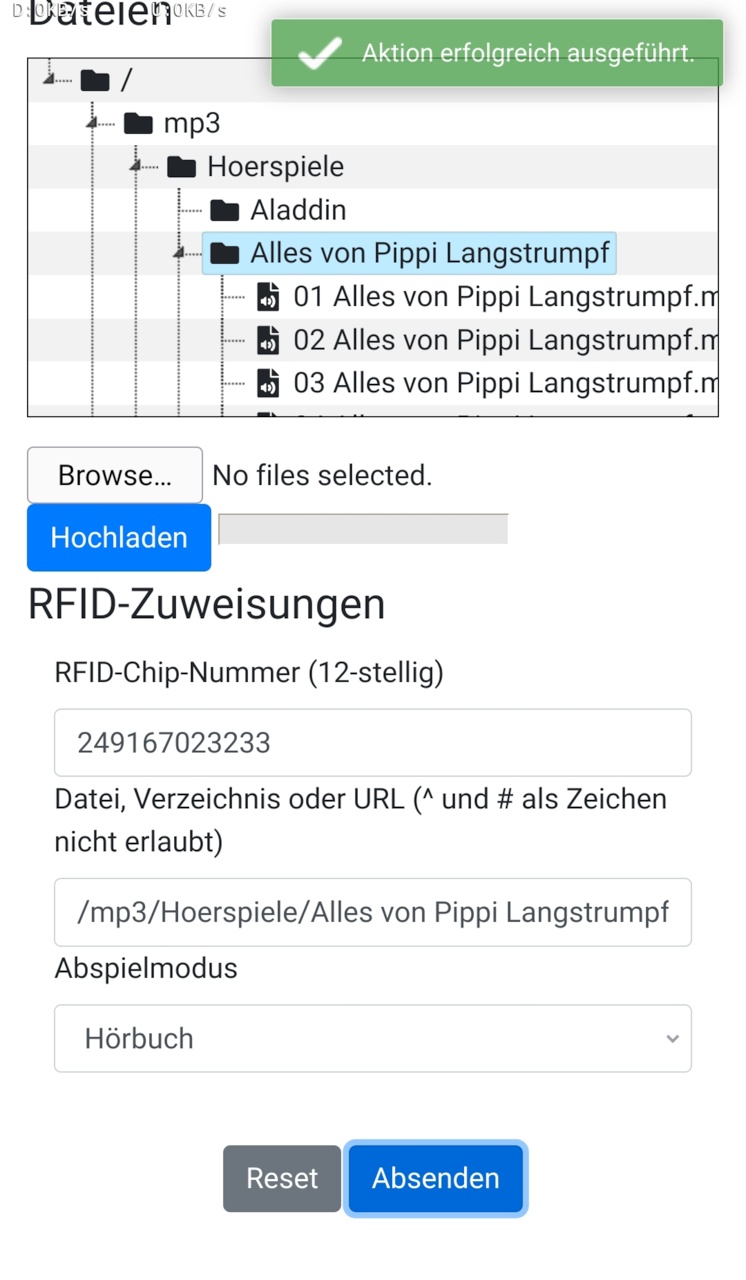 D:0KB/s U:0KB/s
Dateien
Aktion erfolgreich ausgeführt.
/
mp3
Hoerspiele
Aladdin
Alles von Pippi Langstrumpf
01 Alles von Pippi Langstrumpf.m
02 Alles von Pippi Langstrumpf.m
03 Alles von Pippi Langstrumpf.m
Browse... No files selected.
Hochladen
RFID-Zuweisungen
RFID-Chip-Nummer (12-stellig)
249167023233
Datei, Verzeichnis oder URL (^ und # als Zeichen
nicht erlaubt)
/mp3/Hoerspiele/Alles von Pippi Langstrumpf
Abspielmodus
Hörbuch
Reset Absenden